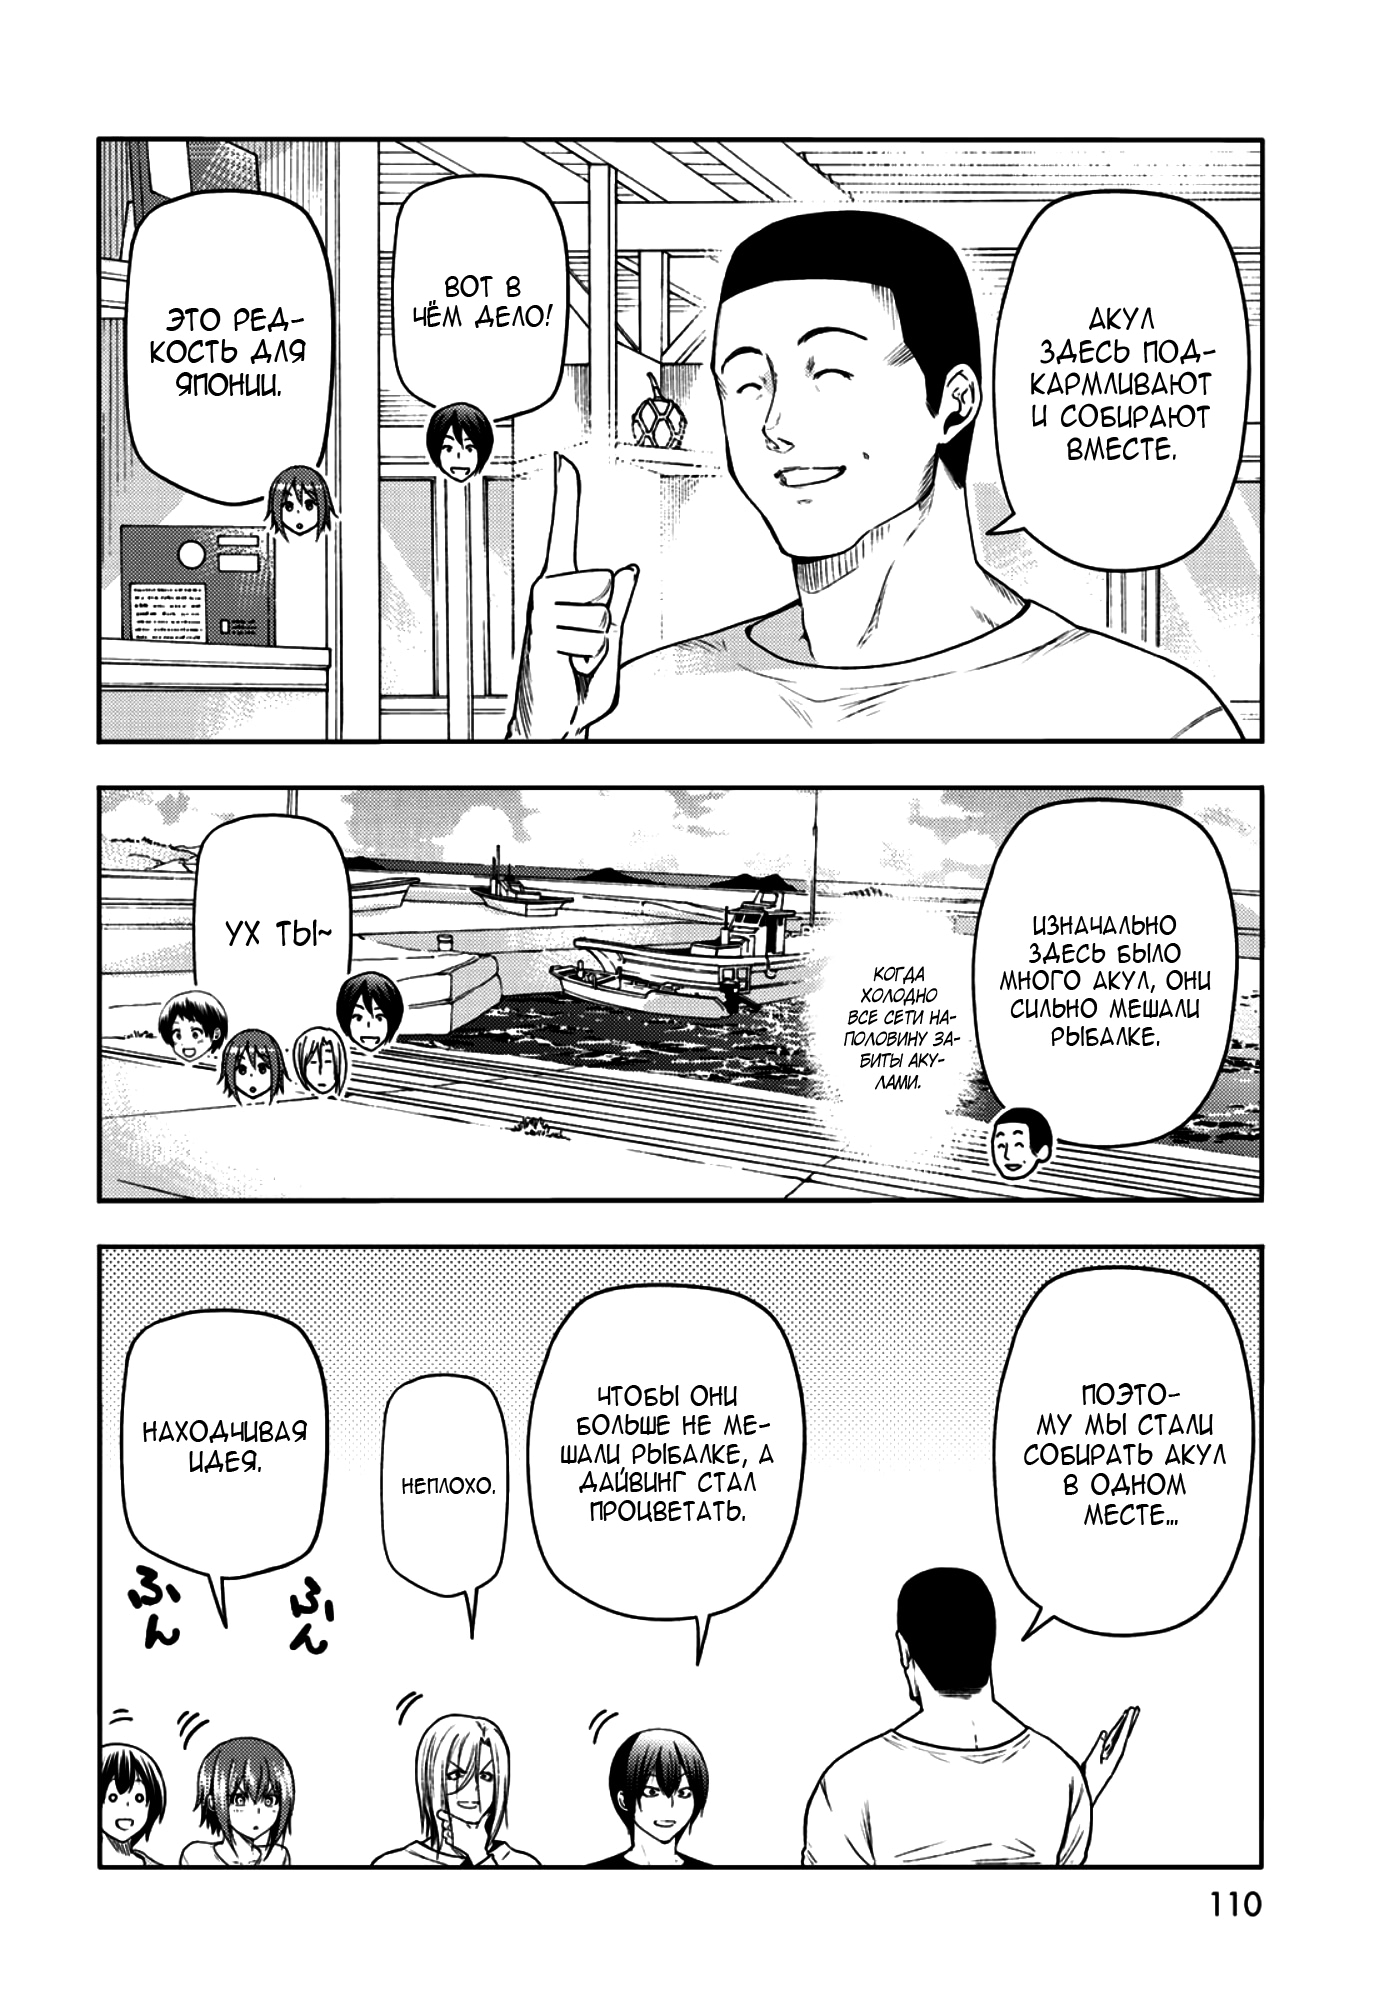 АКУЛ
ЗДЕСЬ ПОД-
КАРМЛИВАЮТ
И СОБИРАЮТ
ВМЕСТЕ.
ВОТ В
ЧЁМ ДЕЛО!
ЭТО РЕД-
КОСТЬ ДЛЯ
ЯПОНИИ.
ИЗНАЧАЛЬНО
ЗДЕСЬ БЫЛО
МНОГО АКУЛ, ОНИ
СИЛЬНО МЕШАЛИ
РЫБАЛКЕ.
КОГДА
ХОЛОДНО
ВСЕ СЕТИ НА-
ПОЛОВИНУ ЗА-
БИТЫ АКУ-
ЛАМИ.
УХ ТЫ~
ПОЭТО-
МУ МЫ СТАЛИ
СОБИРАТЬ АКУЛ
В ОДНОМ
МЕСТЕ...
ЧТОБЫ ОНИ
БОЛЬШЕ НЕ МЕ-
ШАЛИ РЫБАЛКЕ, А
ДАЙВИНГ СТАЛ
ПРОЦВЕТАТЬ.
НЕПЛОХО.
НАХОДЧИВАЯ
ИДЕЯ.
ふん
ふん
110